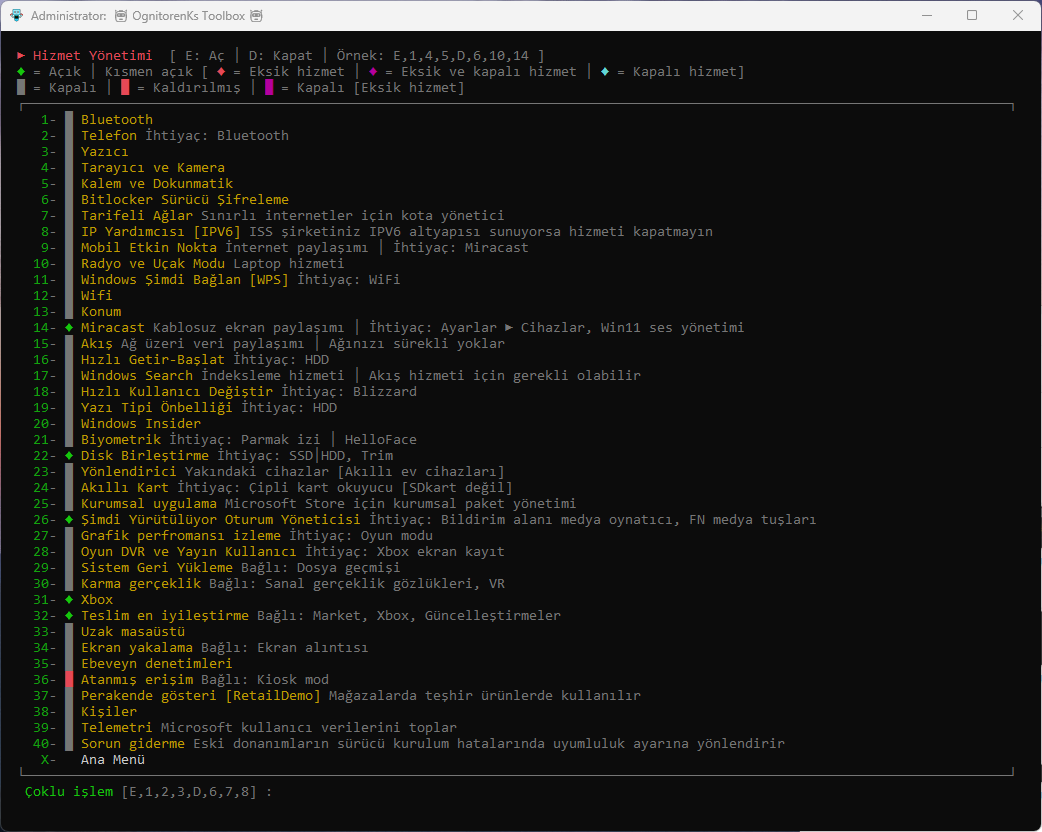 Administrator: OgnitorenKs Toolbox
► Hizmet Yönetimi [ E: Aç │ D: Kapat │ Örnek: E,1,4,5,D,6,10,14 ]
♦ = Açık │ Kısmen açık [ ♦ = Eksik hizmet │ ♦ = Eksik ve kapalı hizmet │ ♦ = Kapalı hizmet]
█ = Kapalı │ █ = Kaldırılmış │ █ = Kapalı [Eksik hizmet]
1- █ Bluetooth
2- █ Telefon İhtiyaç: Bluetooth
3- █ Yazıcı
4- █ Tarayıcı ve Kamera
5- █ Kalem ve Dokunmatik
6- █ Bitlocker Sürücü Şifreleme
7- █ Tarifeli Ağlar Sınırlı internetler için kota yönetici
8- █ IP Yardımcısı [IPV6] ISS şirketiniz IPV6 altyapısı sunuyorsa hizmeti kapatmayın
9- █ Mobil Etkin Nokta İnternet paylaşımı │ İhtiyaç: Miracast
10- █ Radyo ve Uçak Modu Laptop hizmeti
11- █ Windows Şimdi Bağlan [WPS] İhtiyaç: WiFi
12- █ Wifi
13- █ Konum
14- ♦ Miracast Kablosuz ekran paylaşımı │ İhtiyaç: Ayarlar ► Cihazlar, Win11 ses yönetimi
15- █ Akış Ağ üzeri veri paylaşımı │ Ağınızı sürekli yoklar
16- █ Hızlı Getir-Başlat İhtiyaç: HDD
17- █ Windows Search İndeksleme hizmeti │ Akış hizmeti için gerekli olabilir
18- █ Hızlı Kullanıcı Değiştir İhtiyaç: Blizzard
19- █ Yazı Tipi Önbelliği İhtiyaç: HDD
20- █ Windows Insider
21- █ Biyometrik İhtiyaç: Parmak izi │ HelloFace
22- ♦ Disk Birleştirme İhtiyaç: SSD│HDD, Trim
23- █ Yönlendirici Yakındaki cihazlar [Akıllı ev cihazları]
24- █ Akıllı Kart İhtiyaç: Çipli kart okuyucu [SDkart değil]
25- █ Kurumsal uygulama Microsoft Store için kurumsal paket yönetimi
26- ♦ Şimdi Yürütülüyor Oturum Yöneticisi İhtiyaç: Bildirim alanı medya oynatıcı, FN medya tuşları
27- █ Grafik perfromansı izleme İhtiyaç: Oyun modu
28- █ Oyun DVR ve Yayın Kullanıcı İhtiyaç: Xbox ekran kayıt
29- █ Sistem Geri Yükleme Bağlı: Dosya geçmişi
30- █ Karma gerçeklik Bağlı: Sanal gerçeklik gözlükleri, VR
31- ♦ Xbox
32- ♦ Teslim en iyileştirme Bağlı: Market, Xbox, Güncelleştirmeler
33- █ Uzak masaüstü
34- █ Ekran yakalama Bağlı: Ekran alıntısı
35- █ Ebeveyn denetimleri
36- █ Atanmış erişim Bağlı: Kiosk mod
37- █ Perakende gösteri [RetailDemo] Mağazalarda teşhir ürünlerde kullanılır
38- █ Kişiler
39- █ Telemetri Microsoft kullanıcı verilerini toplar
40- █ Sorun giderme Eski donanımların sürücü kurulum hatalarında uyumluluk ayarına yönlendirir
X- Ana Menü
Çoklu işlem [E,1,2,3,D,6,7,8] :